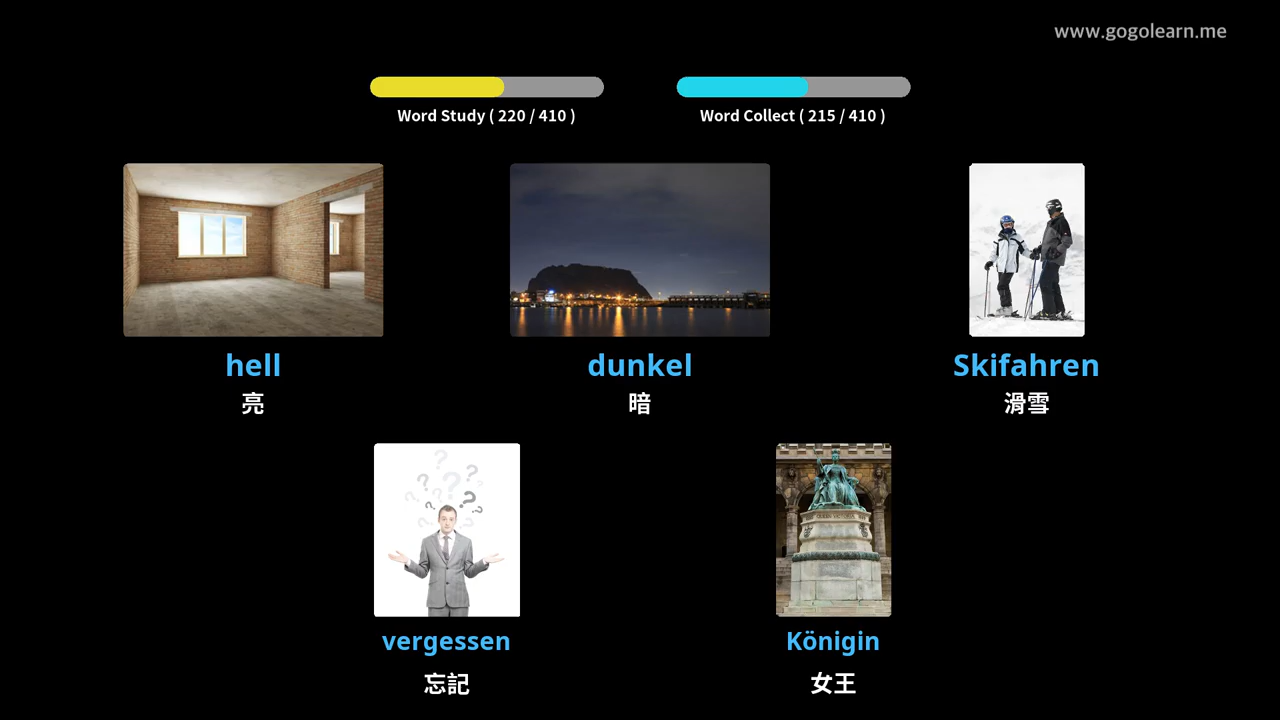 www.gogolearn.me
Word Study ( 220 / 410 )
Word Collect ( 215 / 410 )
hell
dunkel
Skifahren
亮
暗
滑雪
vergessen
Königin
忘記
女王